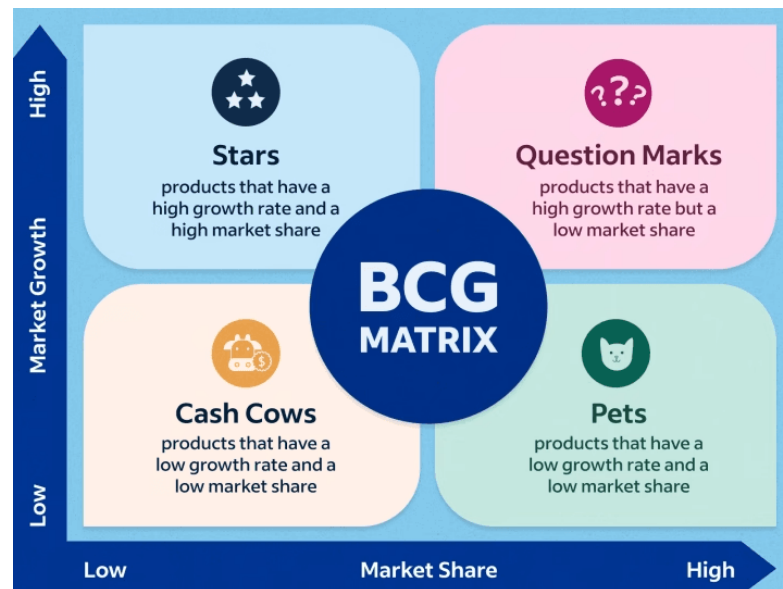 High
Market Growth
Low
Stars
products that have a
high growth rate and a
high market share
???
Question Marks
products that have a
high growth rate but a
low market share
BCG
MATRIX
$
Cash Cows
products that have a
low growth rate and a
low market share
Pets
products that have a
low growth rate and a
low market share
Low
Market Share
High